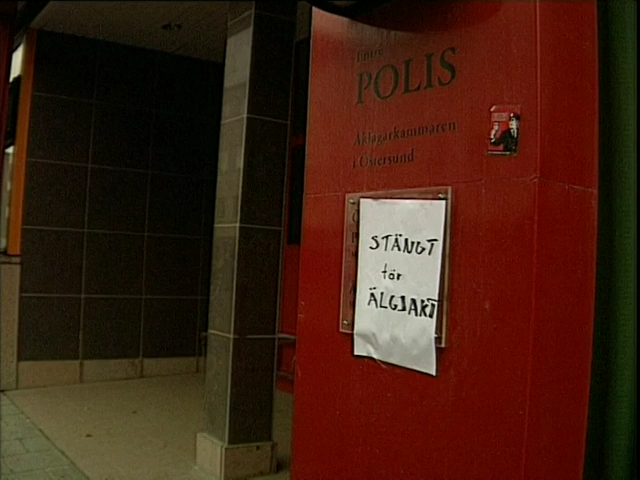 POLIS
Åklagarkammaren
i Östersund
STÄNGT
för
ÄLGJAKT